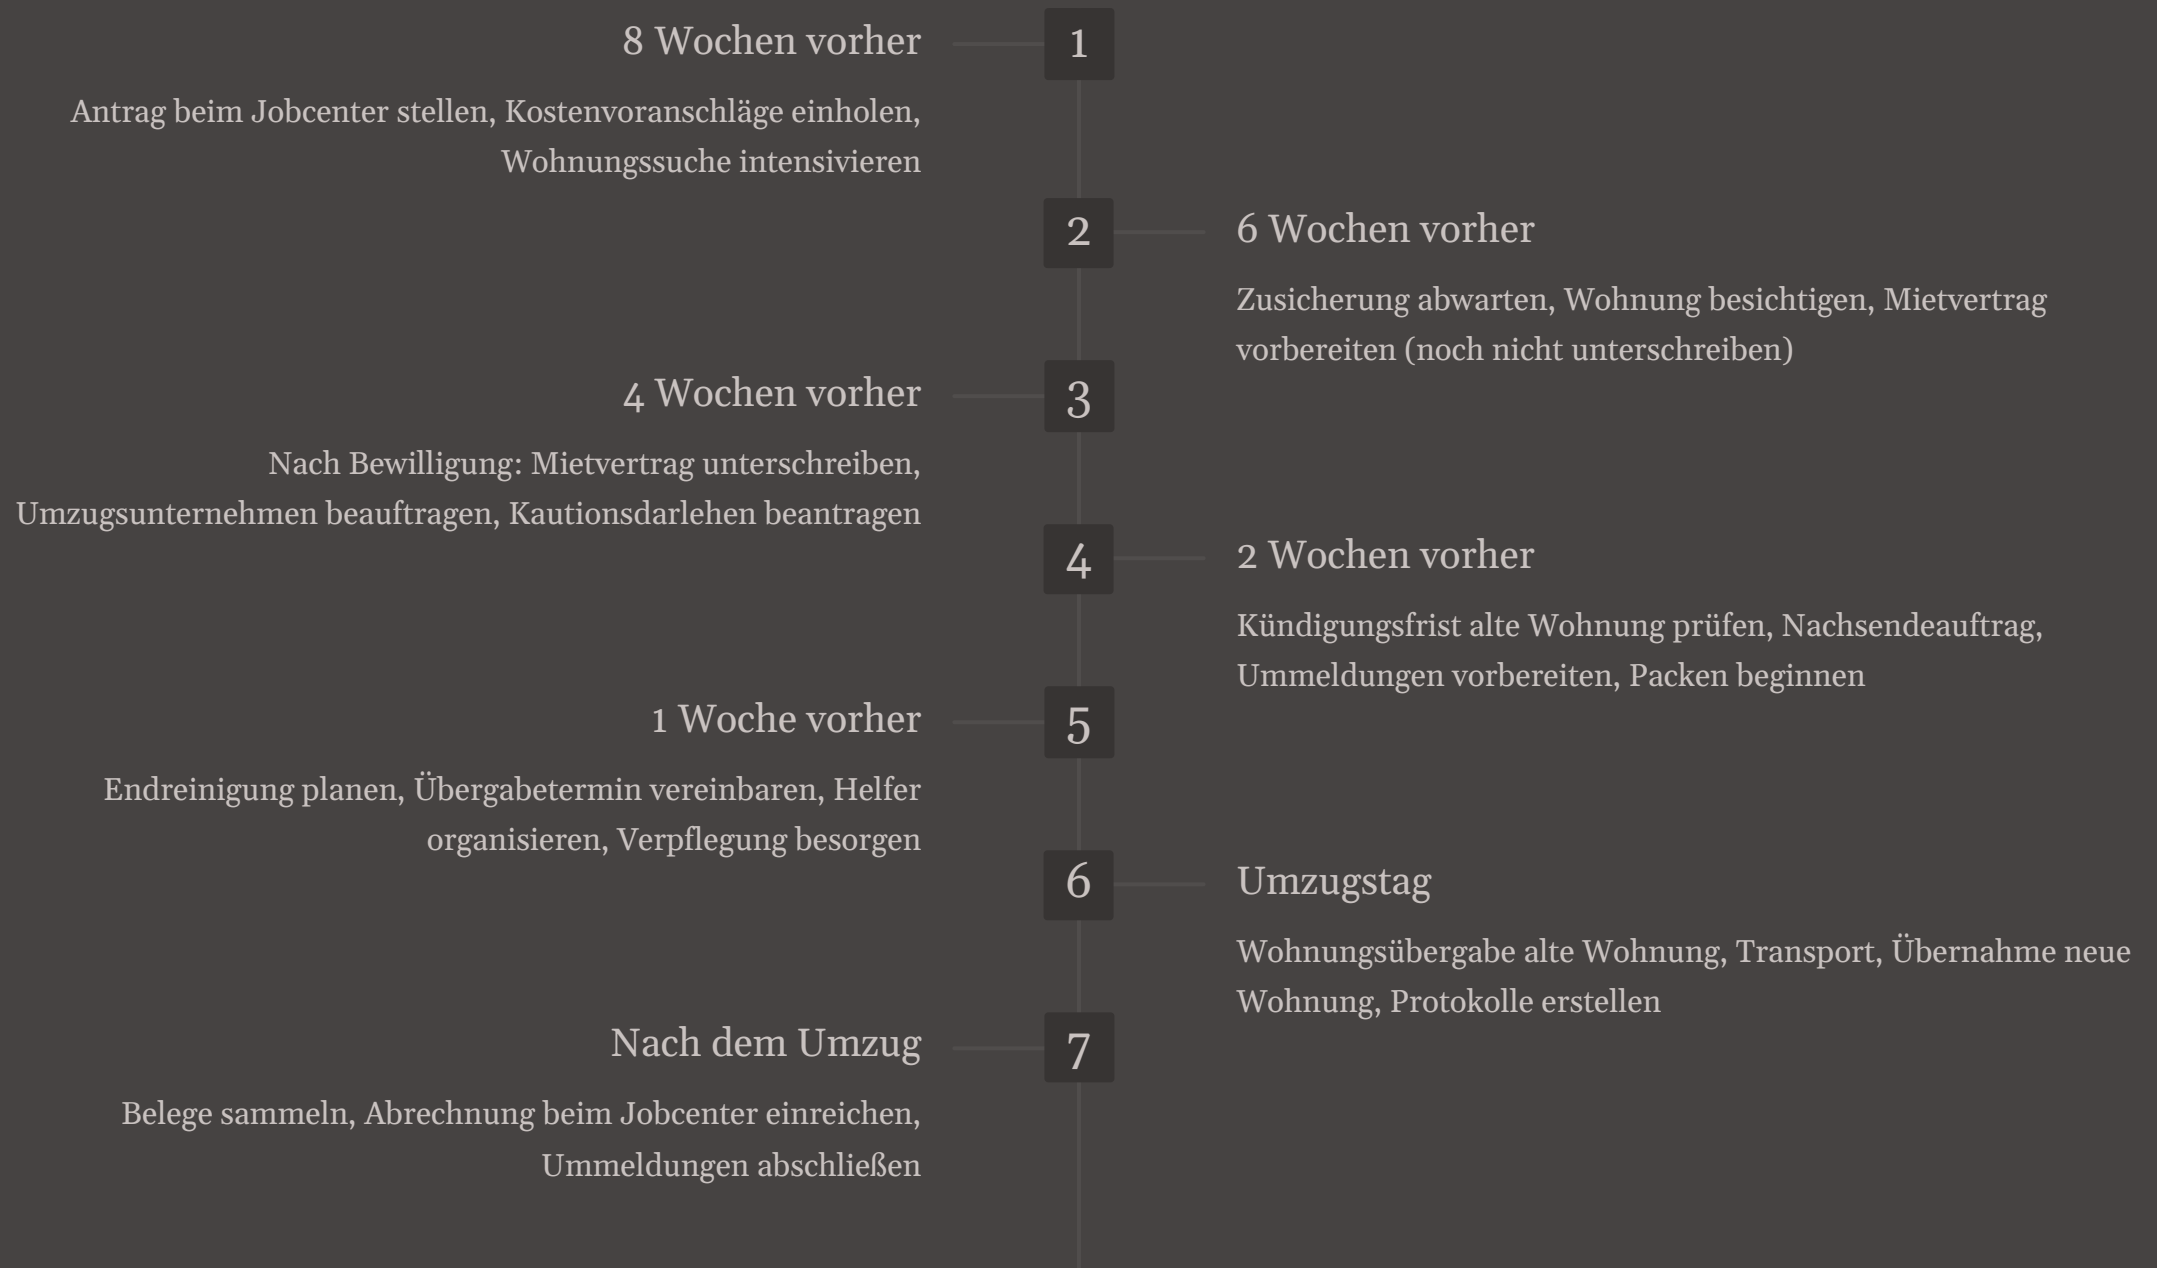 1
8 Wochen vorher
Antrag beim Jobcenter stellen, Kostenvoranschläge einholen,
Wohnungssuche intensivieren
2
6 Wochen vorher
Zusicherung abwarten, Wohnung besichtigen, Mietvertrag
vorbereiten (noch nicht unterschreiben)
3
4 Wochen vorher
Nach Bewilligung: Mietvertrag unterschreiben,
Umzugsunternehmen beauftragen, Kautionsdarlehen beantragen
4
2 Wochen vorher
Kündigungsfrist alte Wohnung prüfen, Nachsendeauftrag,
Ummeldungen vorbereiten, Packen beginnen
5
1 Woche vorher
Endreinigung planen, Übergabetermin vereinbaren, Helfer
organisieren, Verpflegung besorgen
6
Umzugstag
Wohnungsübergabe alte Wohnung, Transport, Übernahme neue
Wohnung, Protokolle erstellen
7
Nach dem Umzug
Belege sammeln, Abrechnung beim Jobcenter einreichen,
Ummeldungen abschließen